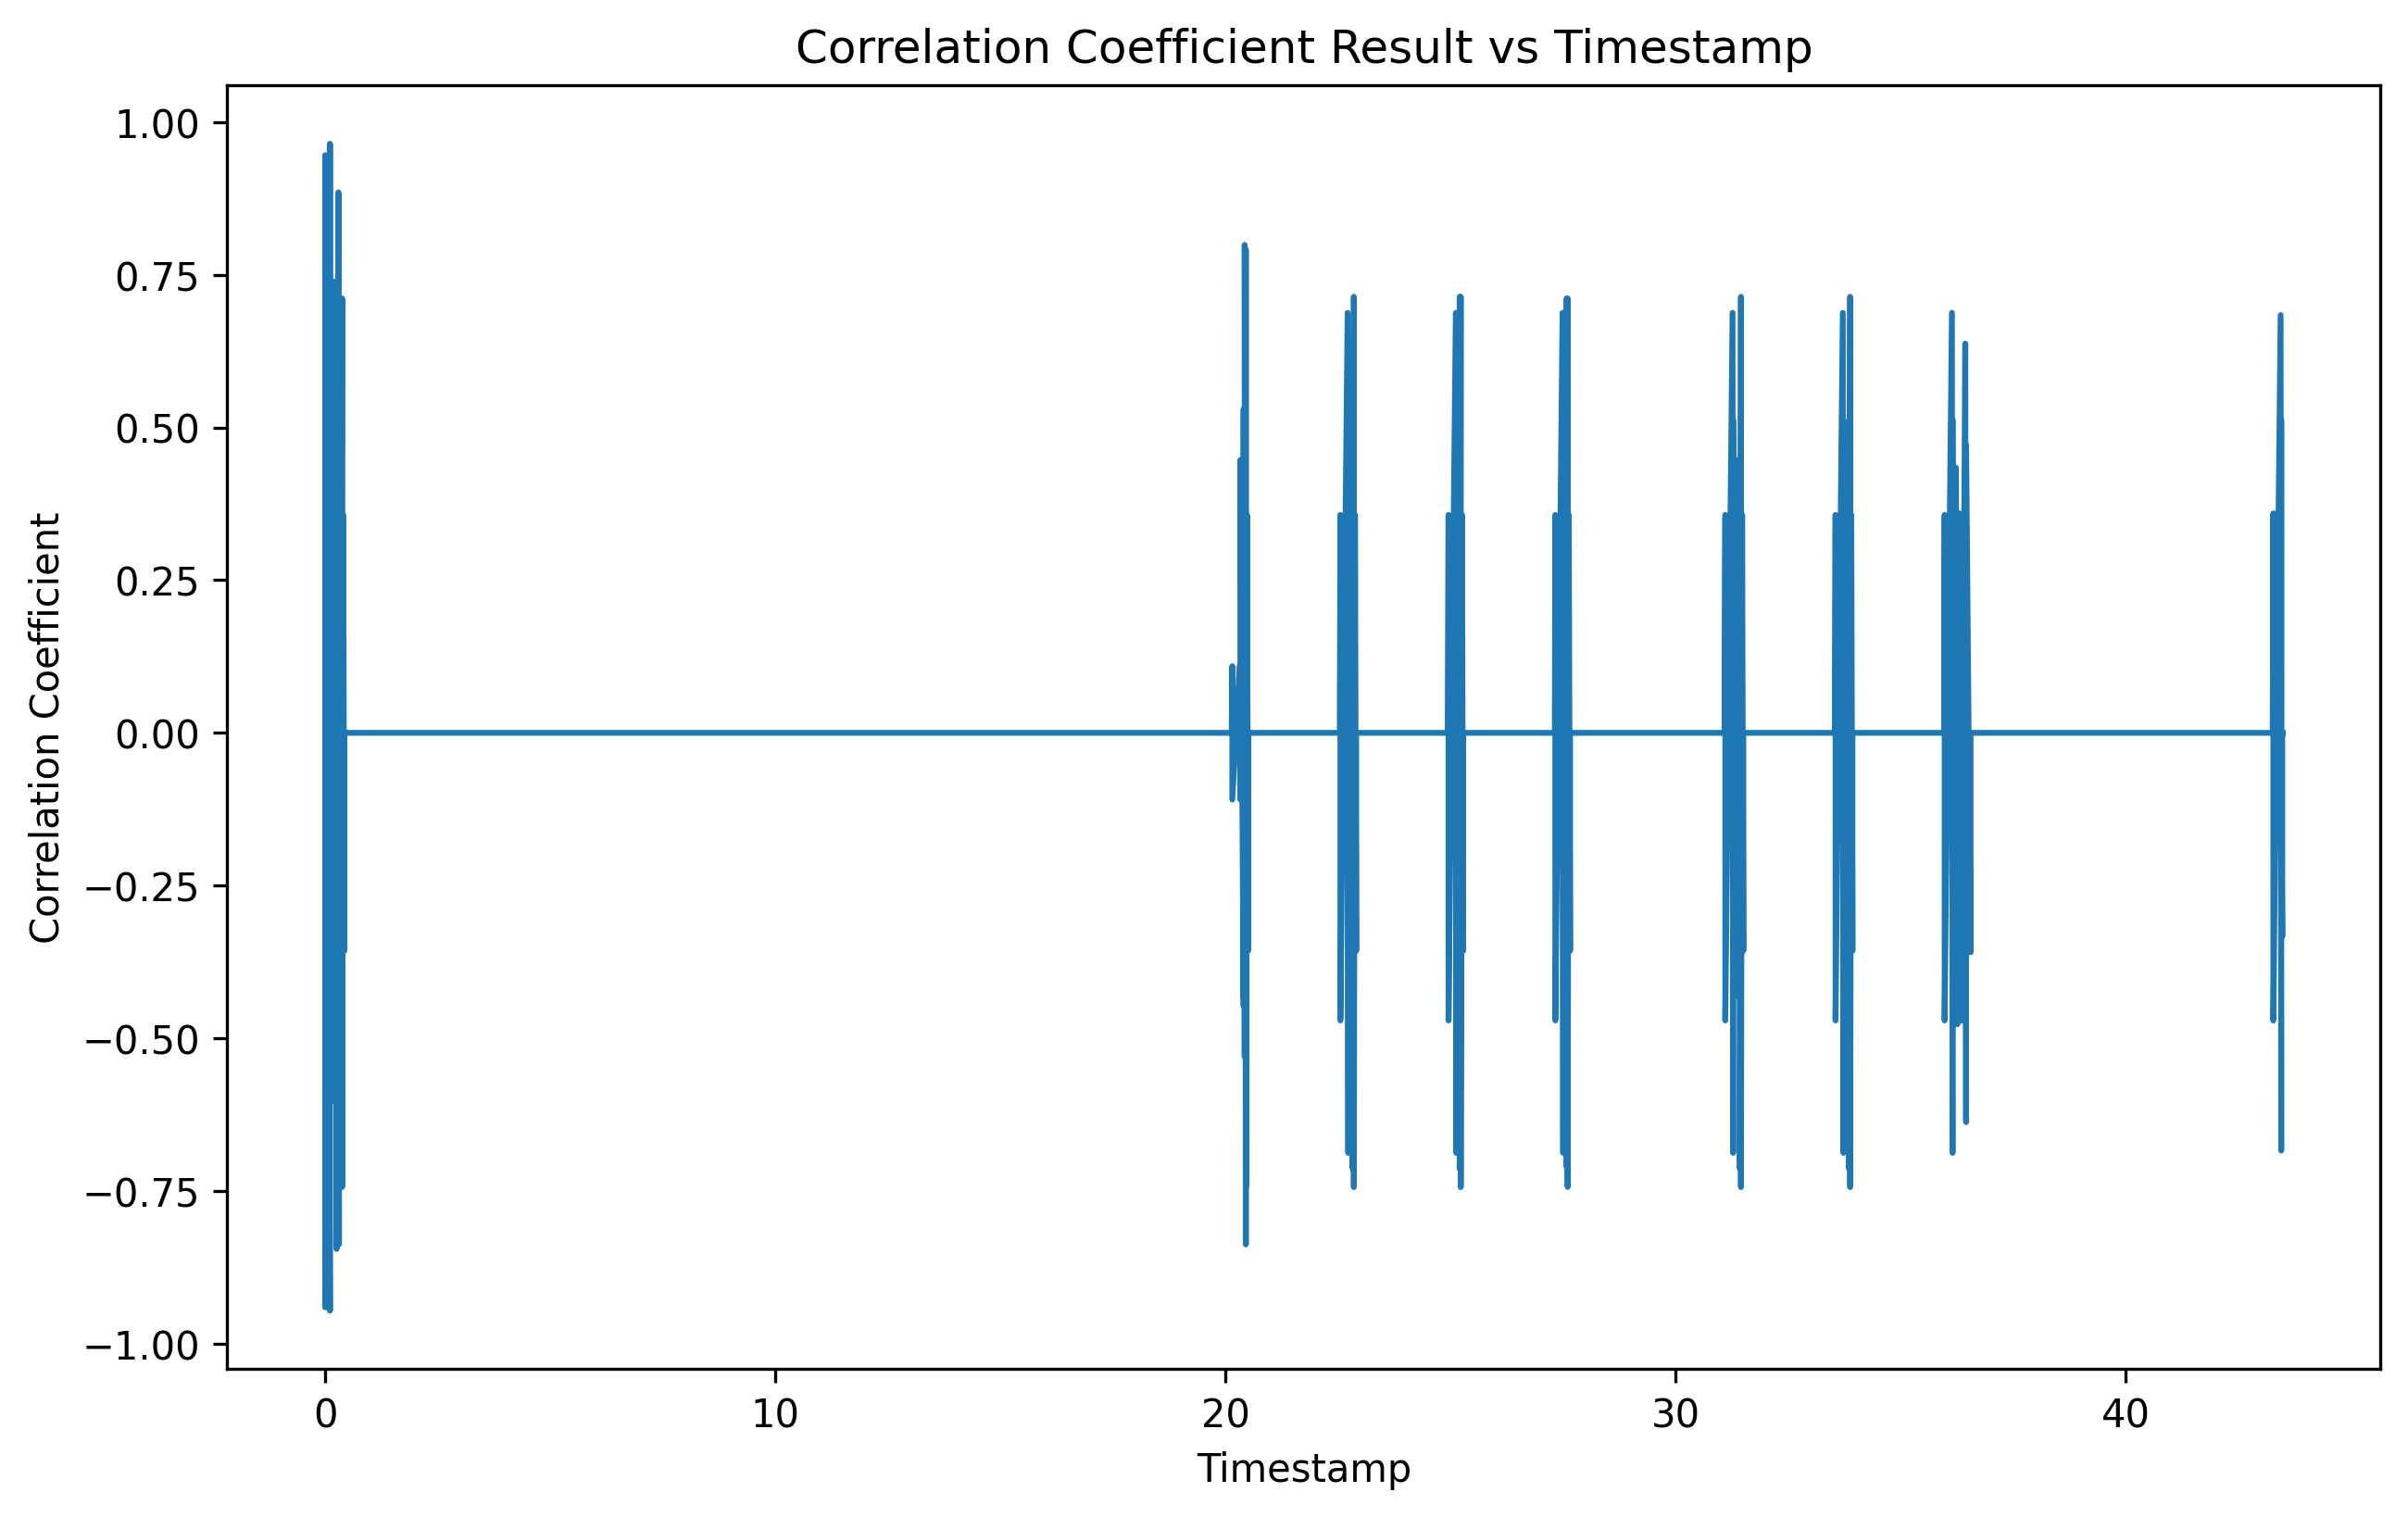 Correlation Coefficient Result vs Timestamp
Correlation Coefficient
1.00
0.75
0.50
0.25
0.00
−0.25
−0.50
−0.75
−1.00
0 10 20 30 40
Timestamp